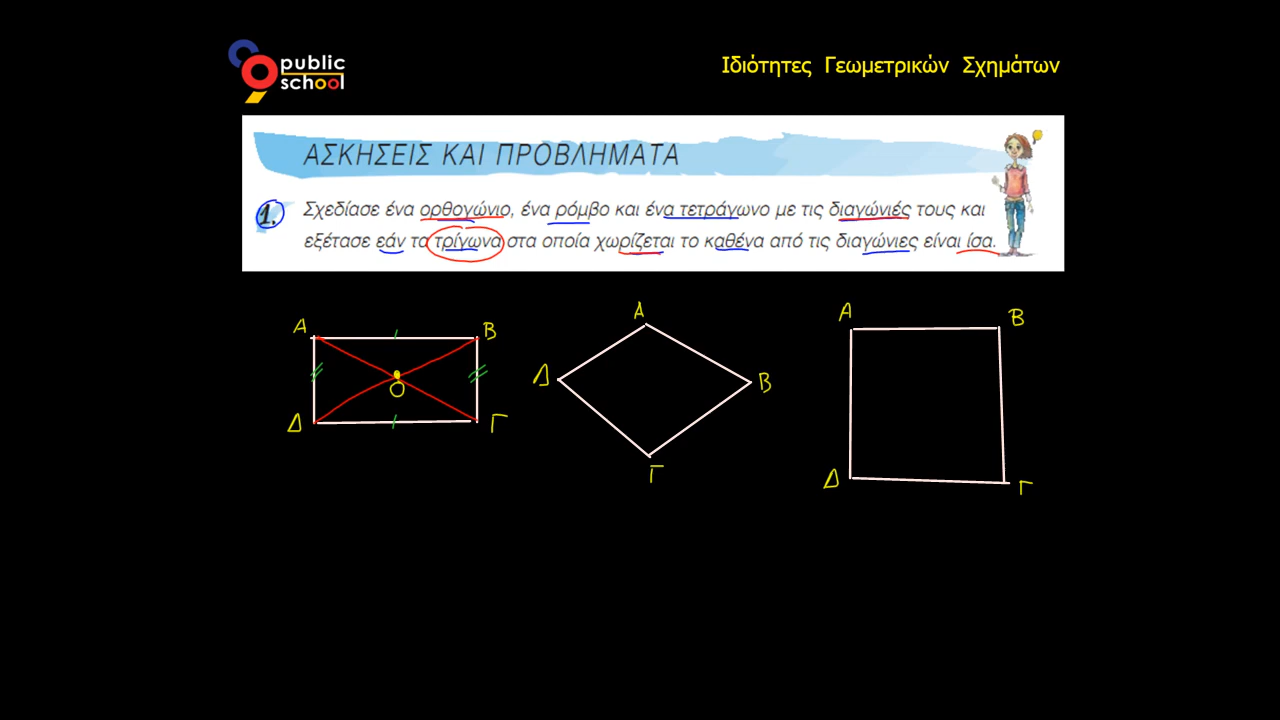 public
school
Ιδιότητες Γεωμετρικών Σχημάτων
ΑΣΚΗΣΕΙΣ ΚΑΙ ΠΡΟΒΛΗΜΑΤΑ
1. Σχεδίασε ένα ορθογώνιο, ένα ρόμβο και ένα τετράγωνο με τις διαγώνιές τους και
εξέτασε εάν τα τρίγωνα στα οποία χωρίζεται το καθένα από τις διαγώνιες είναι ίσα.
Α Β
Ο
Δ Γ
Α
Δ Β
Γ
Α Β
Δ Γ